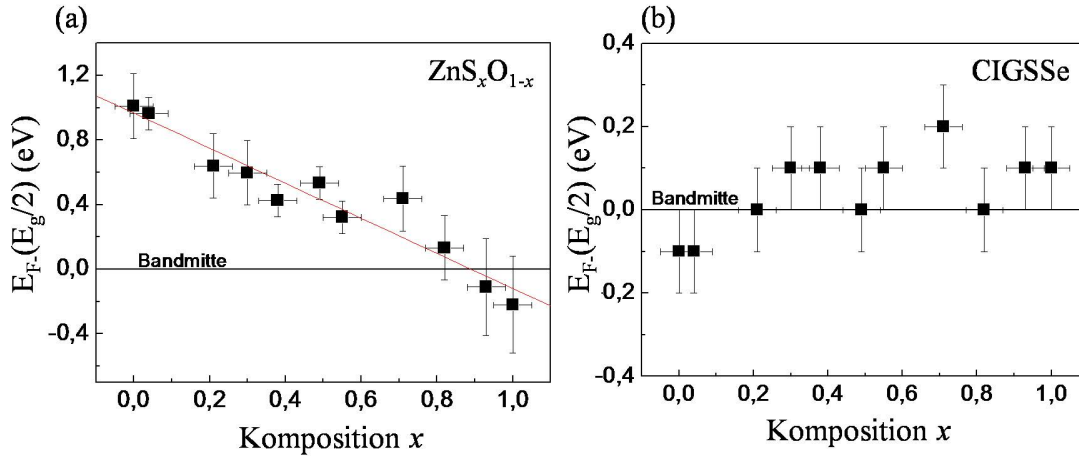 (a)
ZnSₓO₁₋ₓ
1,2
0,8
0,4
0,0
-0,4
E_F-(E_g/2) (eV)
Bandmitte
0,0 0,2 0,4 0,6 0,8 1,0
Komposition x
(b)
CIGSSe
0,4
0,2
0,0
0,2
-0,4
E_F-(E_g/2) (eV)
Bandmitte
0,0 0,2 0,4 0,6 0,8 1,0
Komposition x